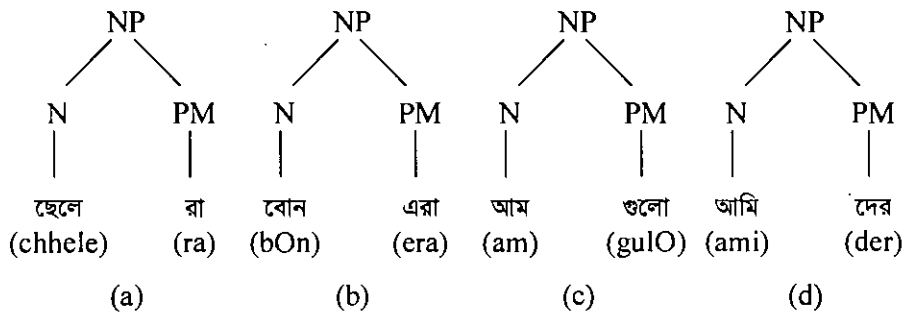 NP NP NP NP
N PM N PM N PM N PM
ছেলে রা বোন এরা আম গুলো আমি দের
(chhele) (ra) (bOn) (era) (am) (gulO) (ami) (der)
(a) (b) (c) (d)